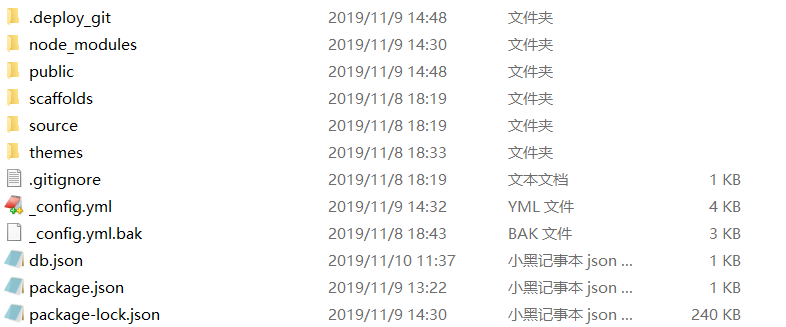 .deploy_git 2019/11/9 14:48 文件夹
node_modules 2019/11/9 14:30 文件夹
public 2019/11/9 14:48 文件夹
scaffolds 2019/11/8 18:19 文件夹
source 2019/11/8 18:19 文件夹
themes 2019/11/8 18:33 文件夹
.gitignore 2019/11/8 18:19 文本文档 1 KB
_config.yml 2019/11/9 14:32 YML 文件 4 KB
_config.yml.bak 2019/11/8 18:43 BAK 文件 3 KB
db.json 2019/11/10 11:37 小黑记事本 json ... 1 KB
package.json 2019/11/9 13:22 小黑记事本 json ... 1 KB
package-lock.json 2019/11/9 14:30 小黑记事本 json ... 240 KB